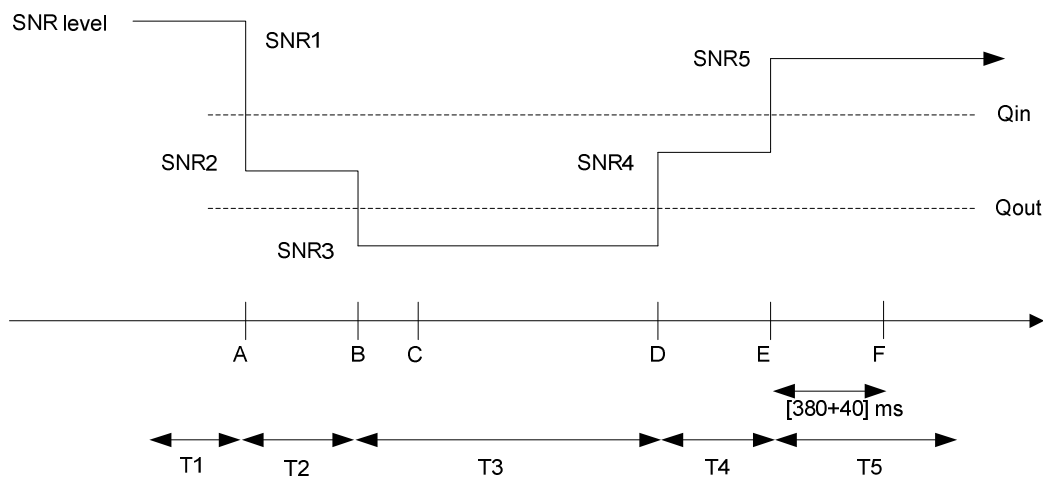 SNR level
SNR1
SNR5
Qin
SNR2
SNR4
Qout
SNR3
A
B
C
D
E
F
[380+40] ms
T1
T2
T3
T4
T5